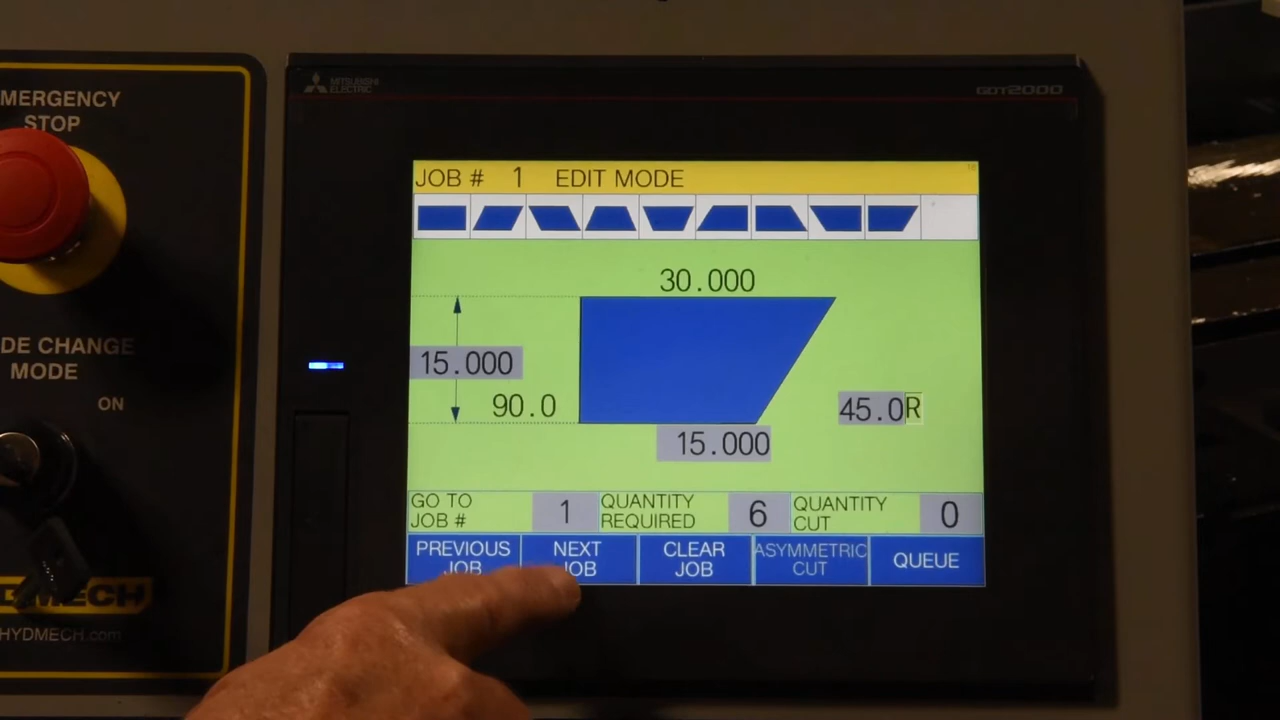 MITSUBISHI
ELECTRIC
GOT2000
MERGENCY
STOP
DE CHANGE
MODE
ON
MECH
HYDMECH.com
JOB # 1 EDIT MODE
30.000
15.000
90.0
45.0R
15.000
GO TO JOB # 1
QUANTITY REQUIRED 6
QUANTITY CUT 0
PREVIOUS JOB
NEXT JOB
CLEAR JOB
ASYMMETRIC CUT
QUEUE